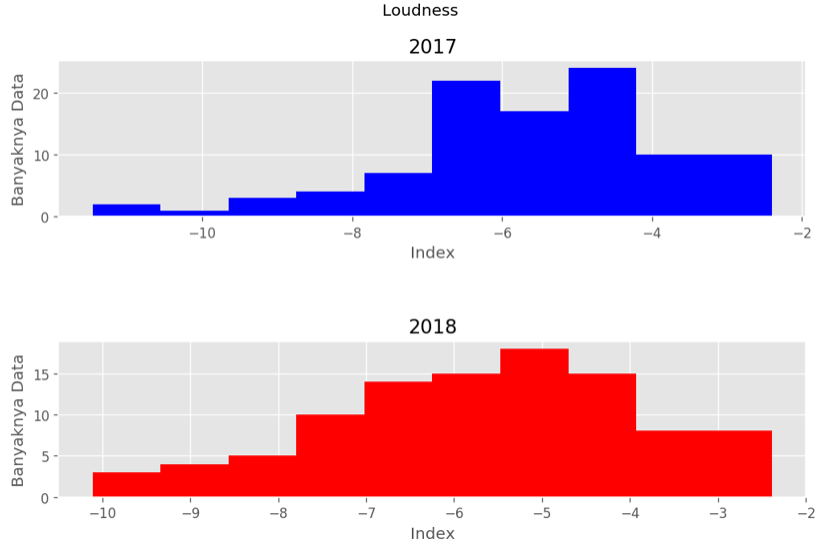 Loudness
2017
Banyaknya Data
20
10
0
−10 −8 −6 −4 −2
Index
2018
Banyaknya Data
15
10
5
0
−10 −9 −8 −7 −6 −5 −4 −3 −2
Index